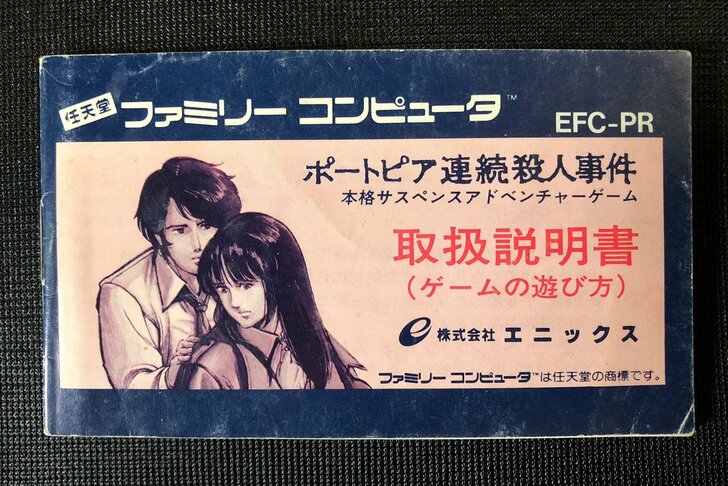 任天堂 ファミリー コンピュータ™
EFC-PR
ポートピア連続殺人事件
本格サスペンスアドベンチャーゲーム
取扱説明書
(ゲームの遊び方)
e 株式会社 エニックス
ファミリー コンピュータ™は任天堂の商標です。